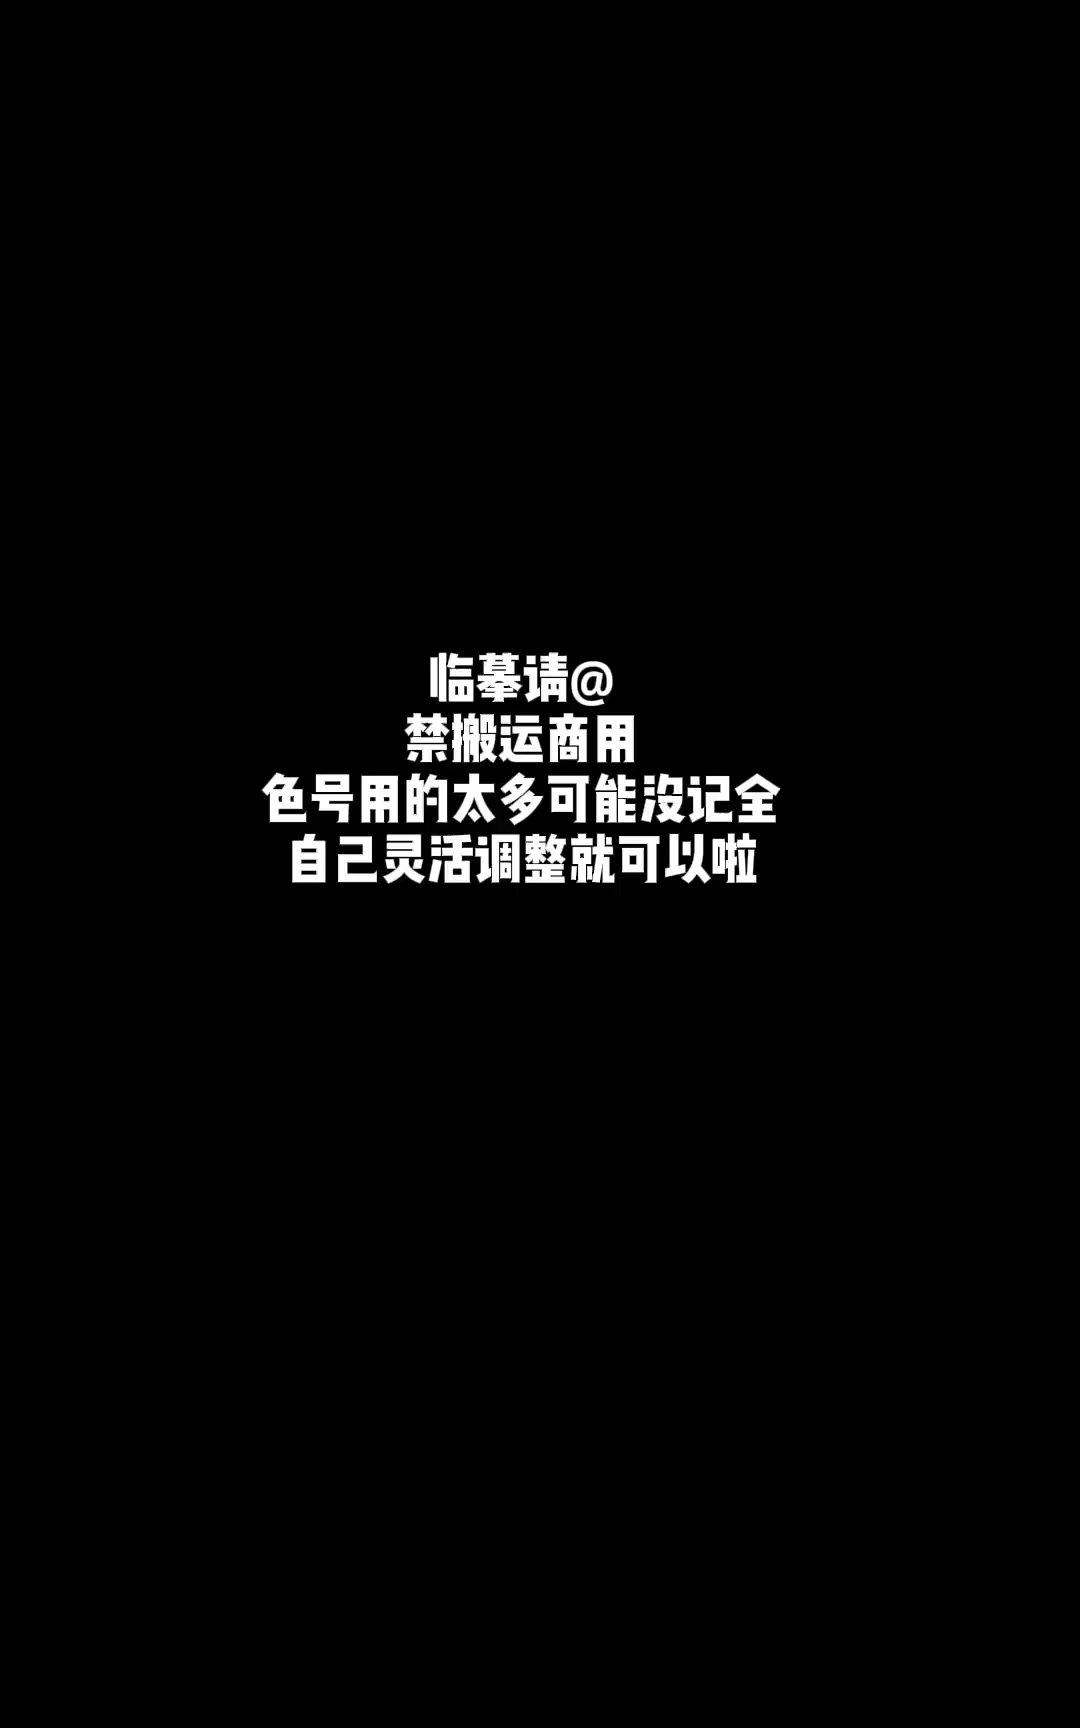 临摹请@
禁搬运商用
色号用的太多可能没记全
自己灵活调整就可以啦